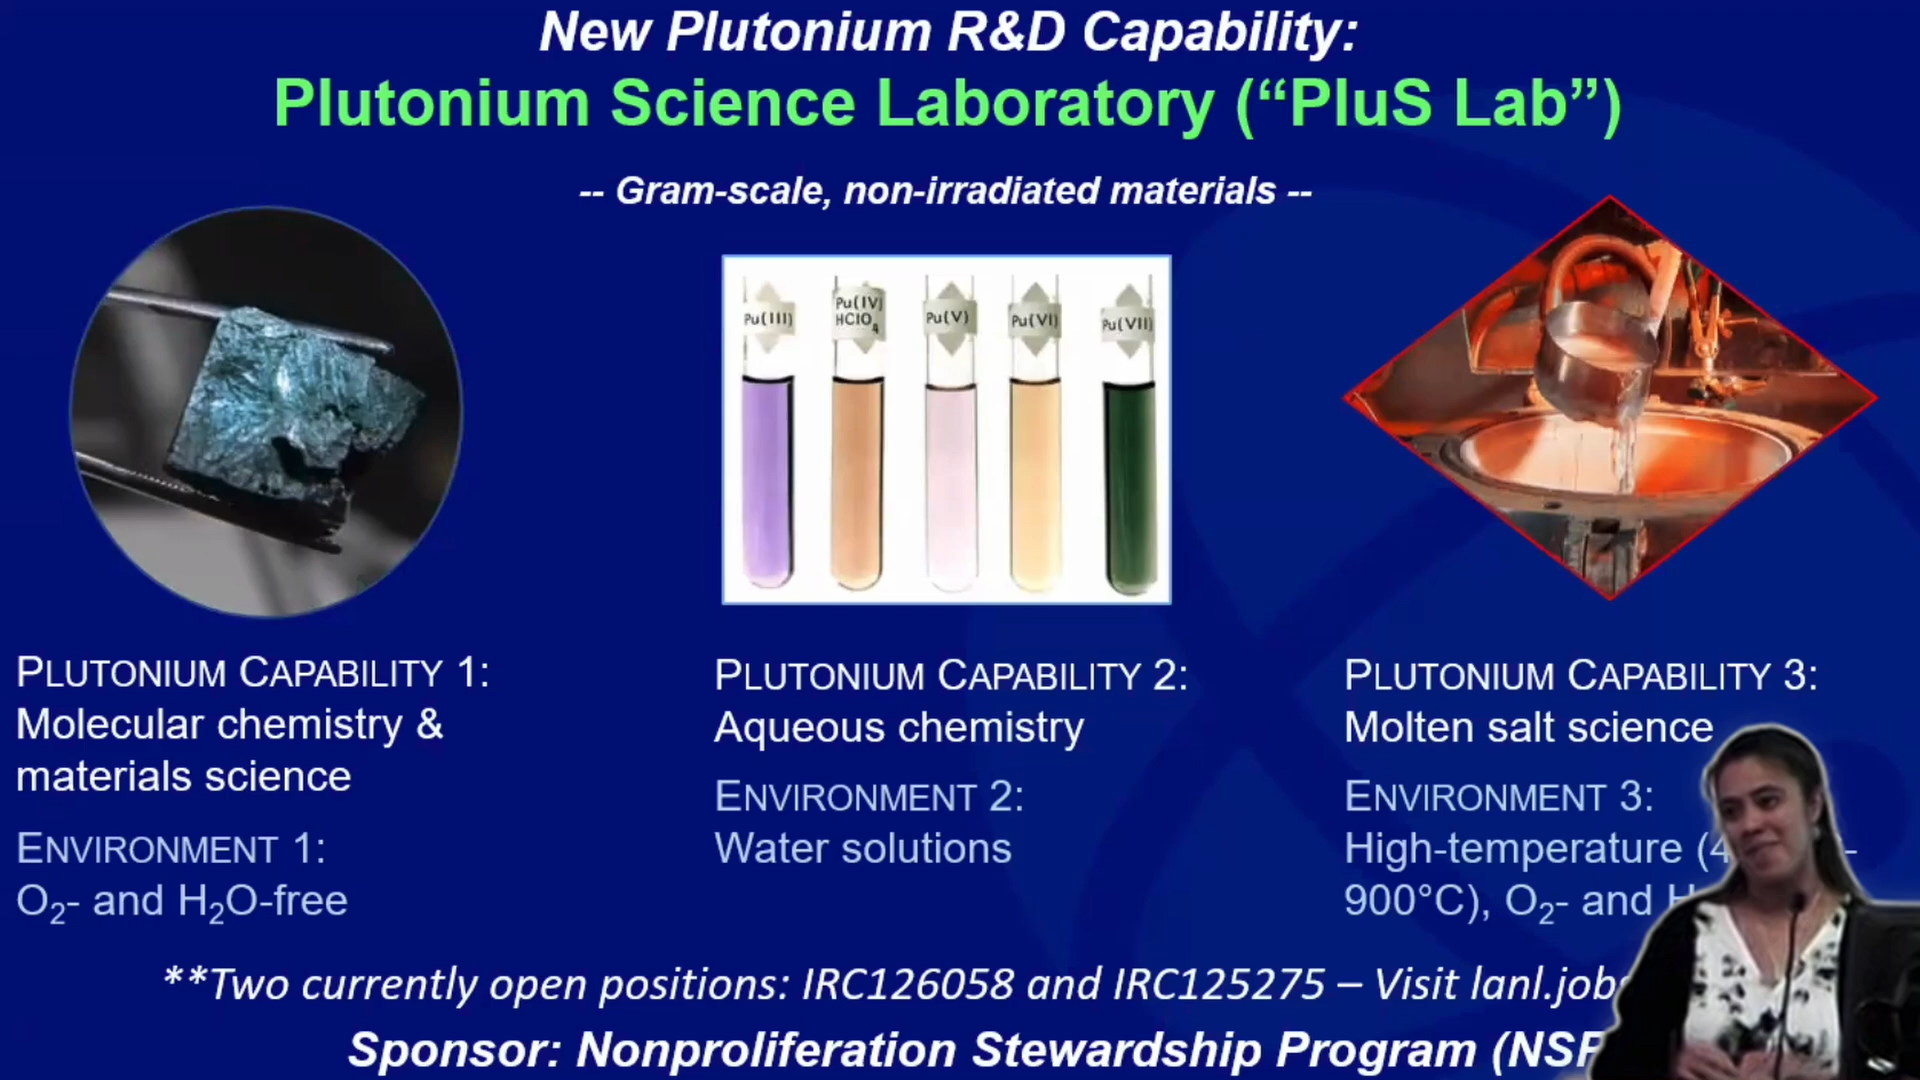 New Plutonium R&D Capability:
Plutonium Science Laboratory (“PluS Lab”)
-- Gram-scale, non-irradiated materials --
Pu(III)
Pu(IV)
HClO4
Pu(V)
Pu(VI)
Pu(VII)
PLUTONIUM CAPABILITY 1:
Molecular chemistry &
materials science
ENVIRONMENT 1:
O2- and H2O-free
PLUTONIUM CAPABILITY 2:
Aqueous chemistry
ENVIRONMENT 2:
Water solutions
PLUTONIUM CAPABILITY 3:
Molten salt science
ENVIRONMENT 3:
High-temperature
900°C), O2- and
**Two currently open positions: IRC126058 and IRC125275 – Visit
Sponsor: Nonproliferation Stewardship Program